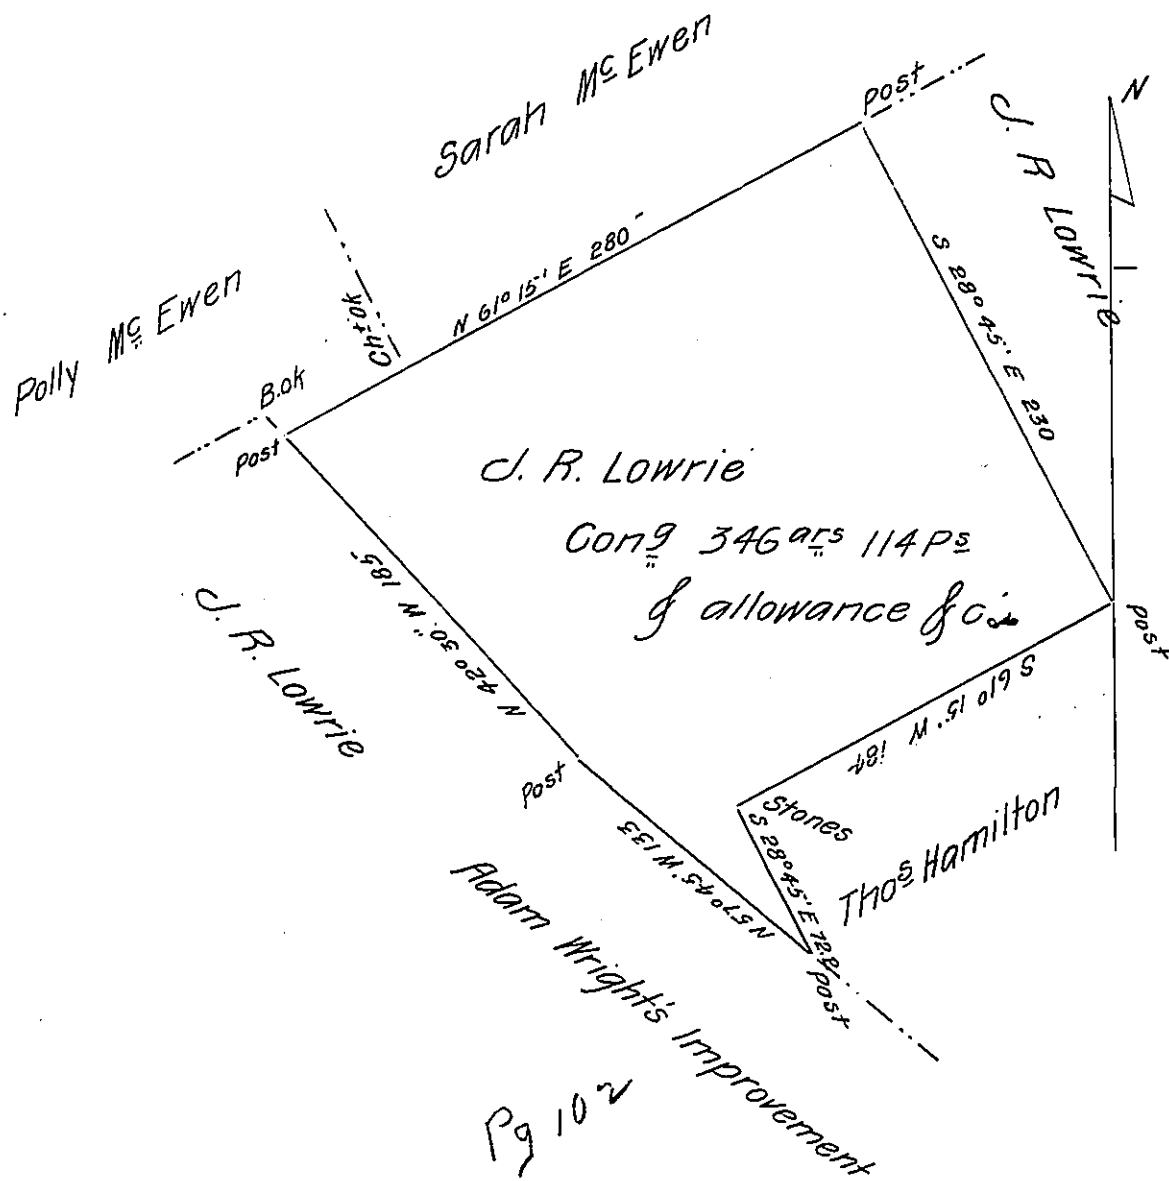 Sarah Mc Ewen
Post
N
J. R Lowrie
Polly Mc Ewen
Cht. ok
N 61° 15' E 280
S 28° 45' E 230
B.ok
Post
J. R. Lowrie
Cong 346 ars 114 Ps
& allowance &c.
N 42° 30" W 185
J. R. Lowrie
Post
S 61° 15" W 184
Post
Stones
S 28° 45' E 72.
Thos Hamilton
N 57° 45' W 133
Post
Adam Wright's Improvement
Pg 102